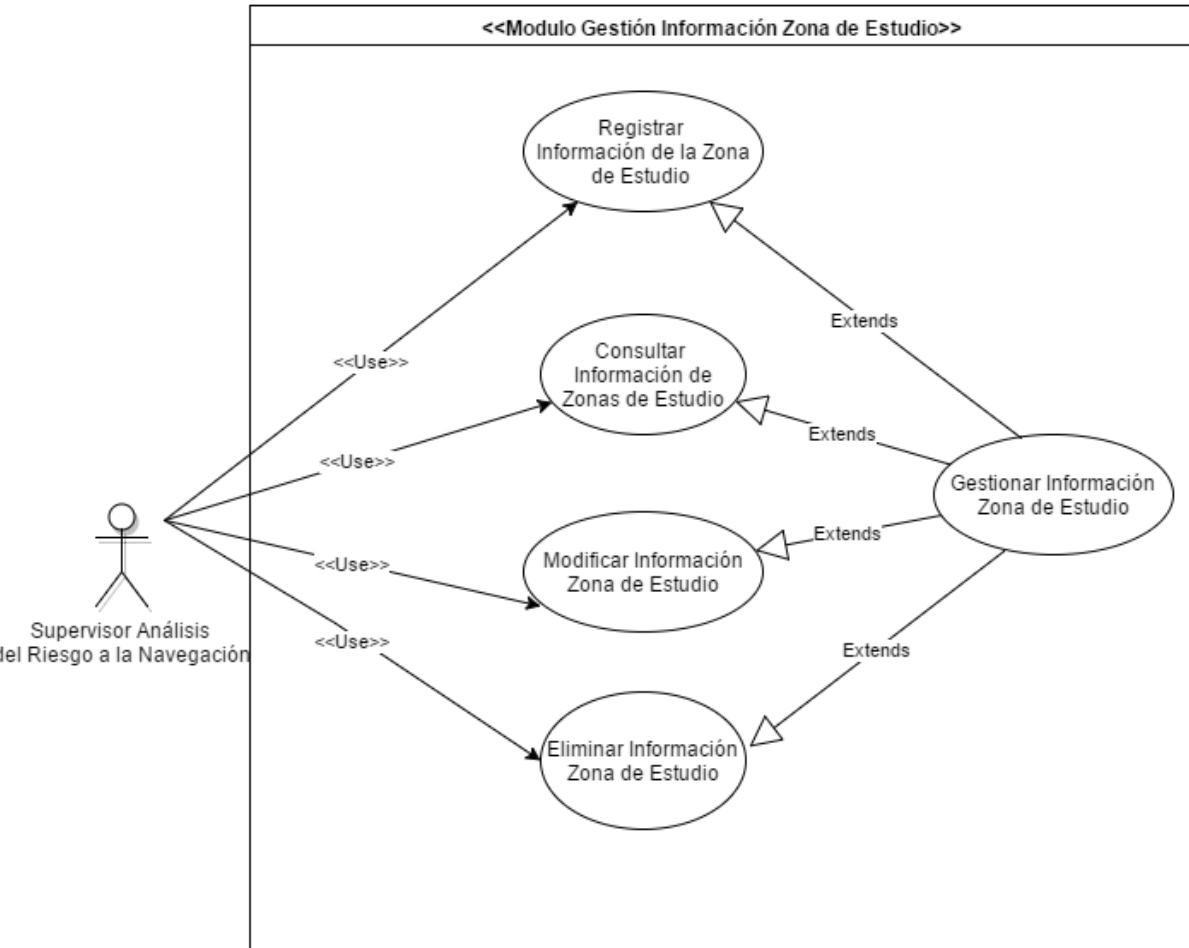 <<Modulo Gestión Información Zona de Estudio>>
Registrar
Información de la Zona
de Estudio
Extends
<<Use>>
Consultar
Información de
Zonas de Estudio
Extends
<<Use>>
Gestionar Información
Zona de Estudio
Extends
Modificar Información
Zona de Estudio
<<Use>>
Supervisor Análisis
del Riesgo a la Navegación
<<Use>>
Extends
Eliminar Información
Zona de Estudio